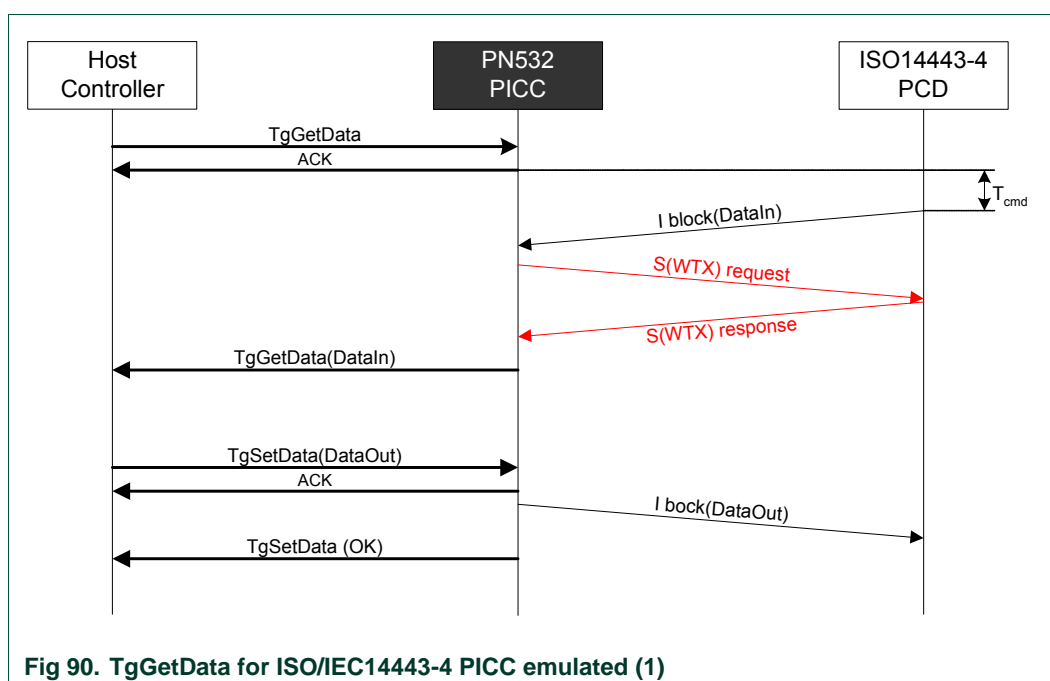 Host
Controller
PN532
PICC
ISO14443-4
PCD
TgGetData
ACK
Tcmd
I block(DataIn)
S(WTX) request
S(WTX) response
TgGetData(DataIn)
TgSetData(DataOut)
ACK
I bock(DataOut)
TgSetData (OK)
Fig 90. TgGetData for ISO/IEC14443-4 PICC emulated (1)